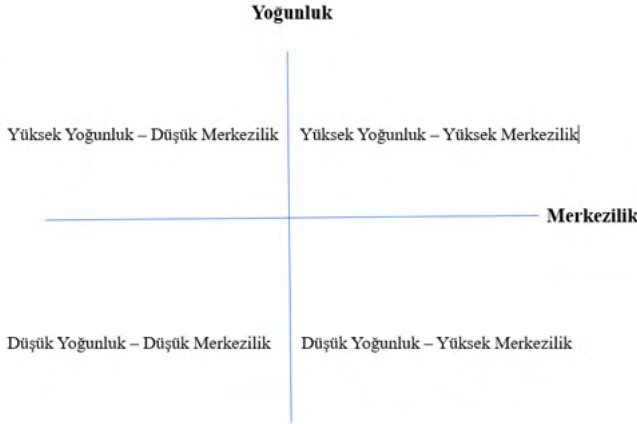 Yoğunluk
Yüksek Yoğunluk – Düşük Merkezilik
Yüksek Yoğunluk – Yüksek Merkezilik
Merkezilik
Düşük Yoğunluk – Düşük Merkezilik
Düşük Yoğunluk – Yüksek Merkezilik